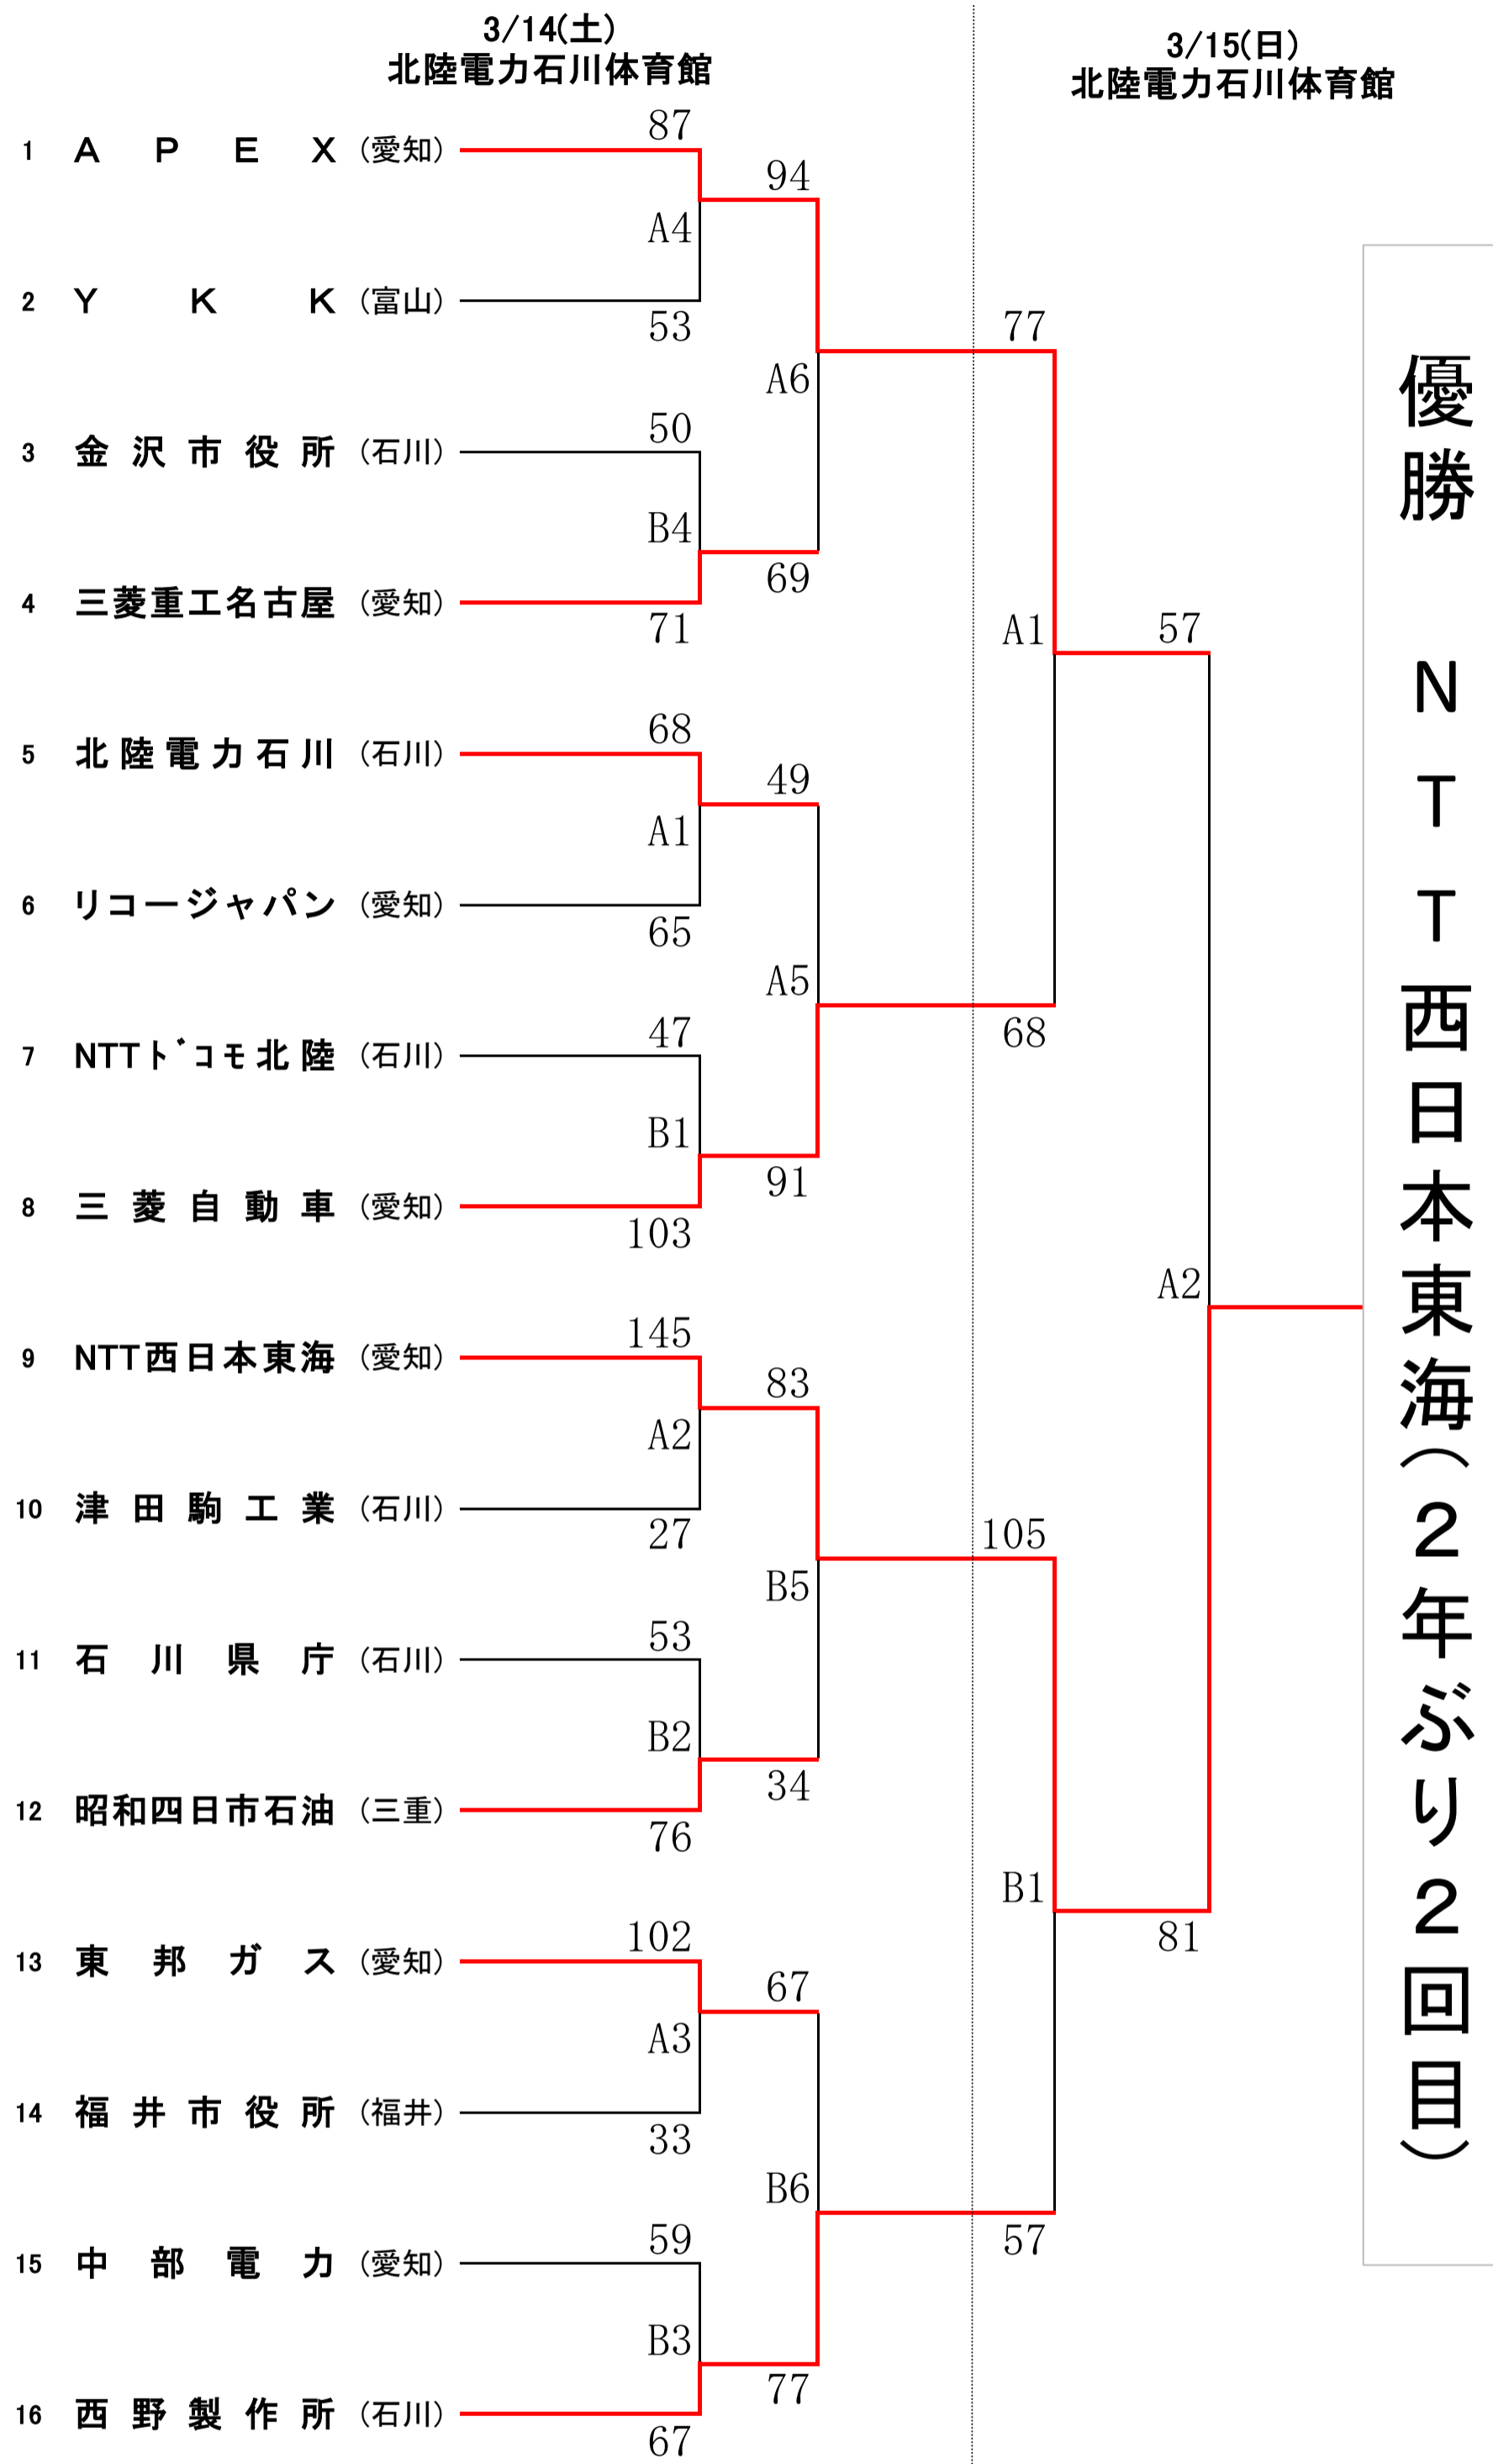 3/14(土)
北陸電力石川体育館
3/15(日)
北陸電力石川体育館
87
1 APEX (愛知)
94
A4
2 YKK (富山)
53
77
A6
50
3 金沢市役所 (石川)
B4
69
4 三菱重工名古屋 (愛知)
71
A1
57
68
5 北陸電力石川 (石川)
49
A1
6 リコージャパン (愛知)
65
A5
68
47
7 NTTドコモ北陸 (石川)
B1
91
8 三菱自動車 (愛知)
103
A2
145
9 NTT西日本東海 (愛知)
83
A2
10 津田駒工業 (石川)
27
105
B5
53
11 石川県庁 (石川)
B2
34
12 昭和四日市石油 (三重)
76
B1
81
102
13 東邦ガス (愛知)
67
A3
14 福井市役所 (福井)
33
B6
57
59
15 中部電力 (愛知)
B3
77
16 西野製作所 (石川)
67
優勝 NTT西日本東海(2年ぶり2回目)